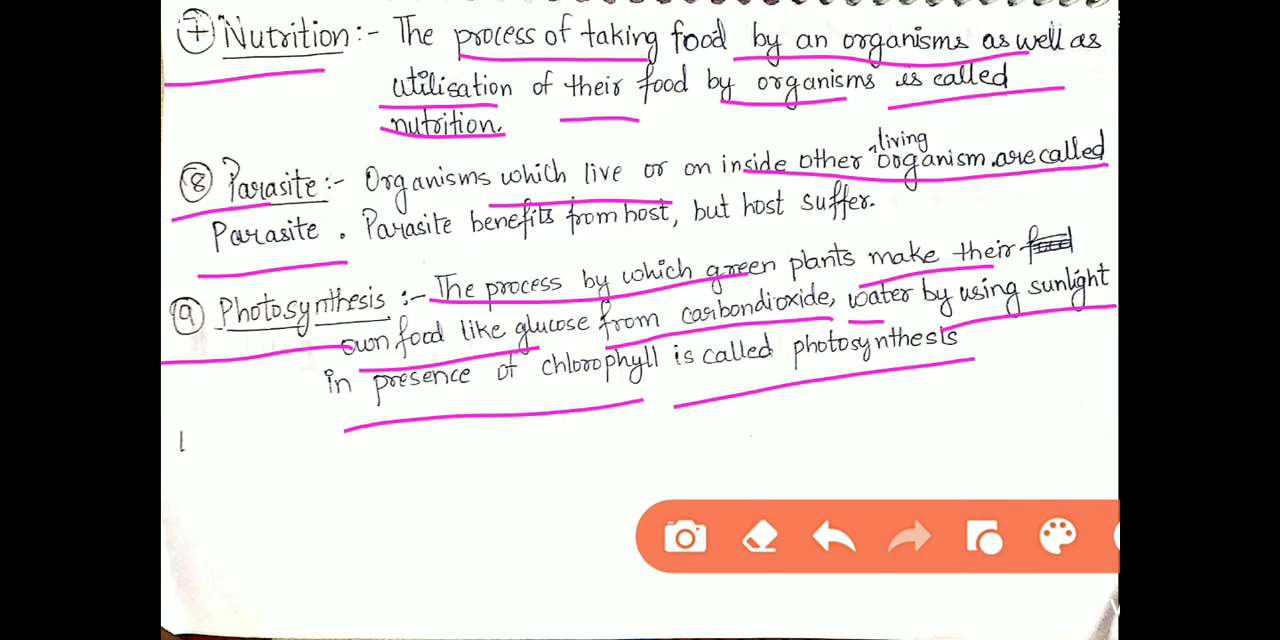 7 Nutrition :- The process of taking food by an organisms as well as
utilisation of their food by organisms is called
nutrition.
8 Parasite :- Organisms which live or on inside other living organism are called
Parasite. Parasite benefits from host, but host suffer.
9 Photosynthesis :- The process by which green plants make their
own food like glucose from carbondioxide, water by using sunlight
in presence of chlorophyll is called photosynthesis